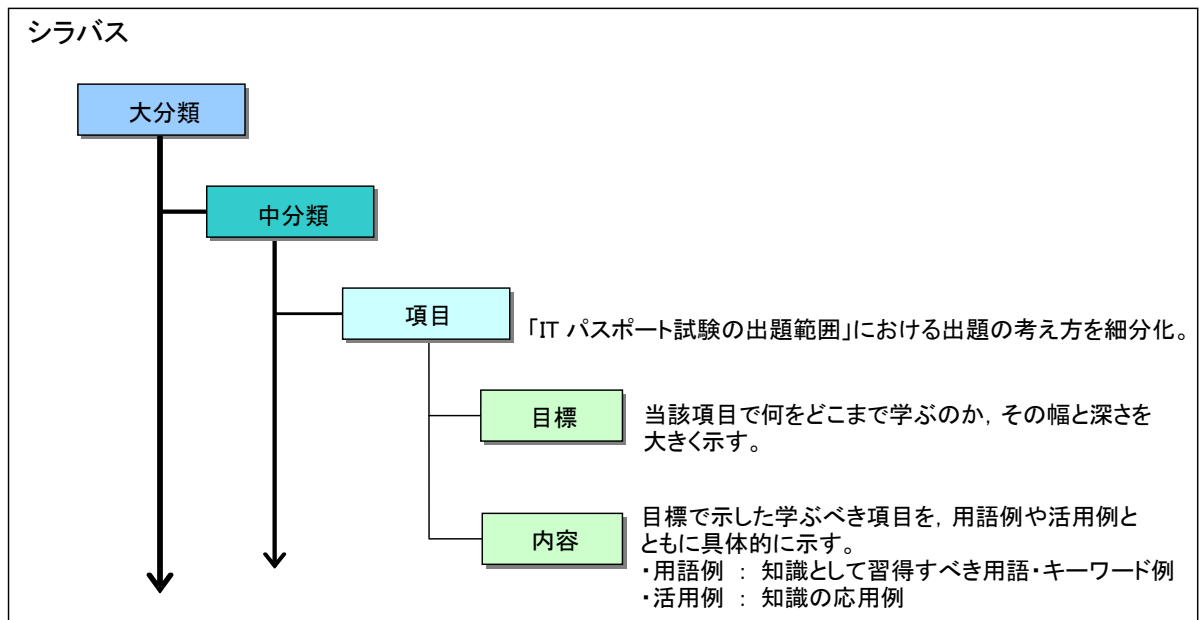 シラバス
大分類
中分類
項目
「IT パスポート試験の出題範囲」における出題の考え方を細分化。
目標
当該項目で何をどこまで学ぶのか，その幅と深さを
大きく示す。
内容
目標で示した学ぶべき項目を，用語例や活用例と
ともに具体的に示す。
・用語例 ： 知識として習得すべき用語・キーワード例
・活用例 ： 知識の応用例